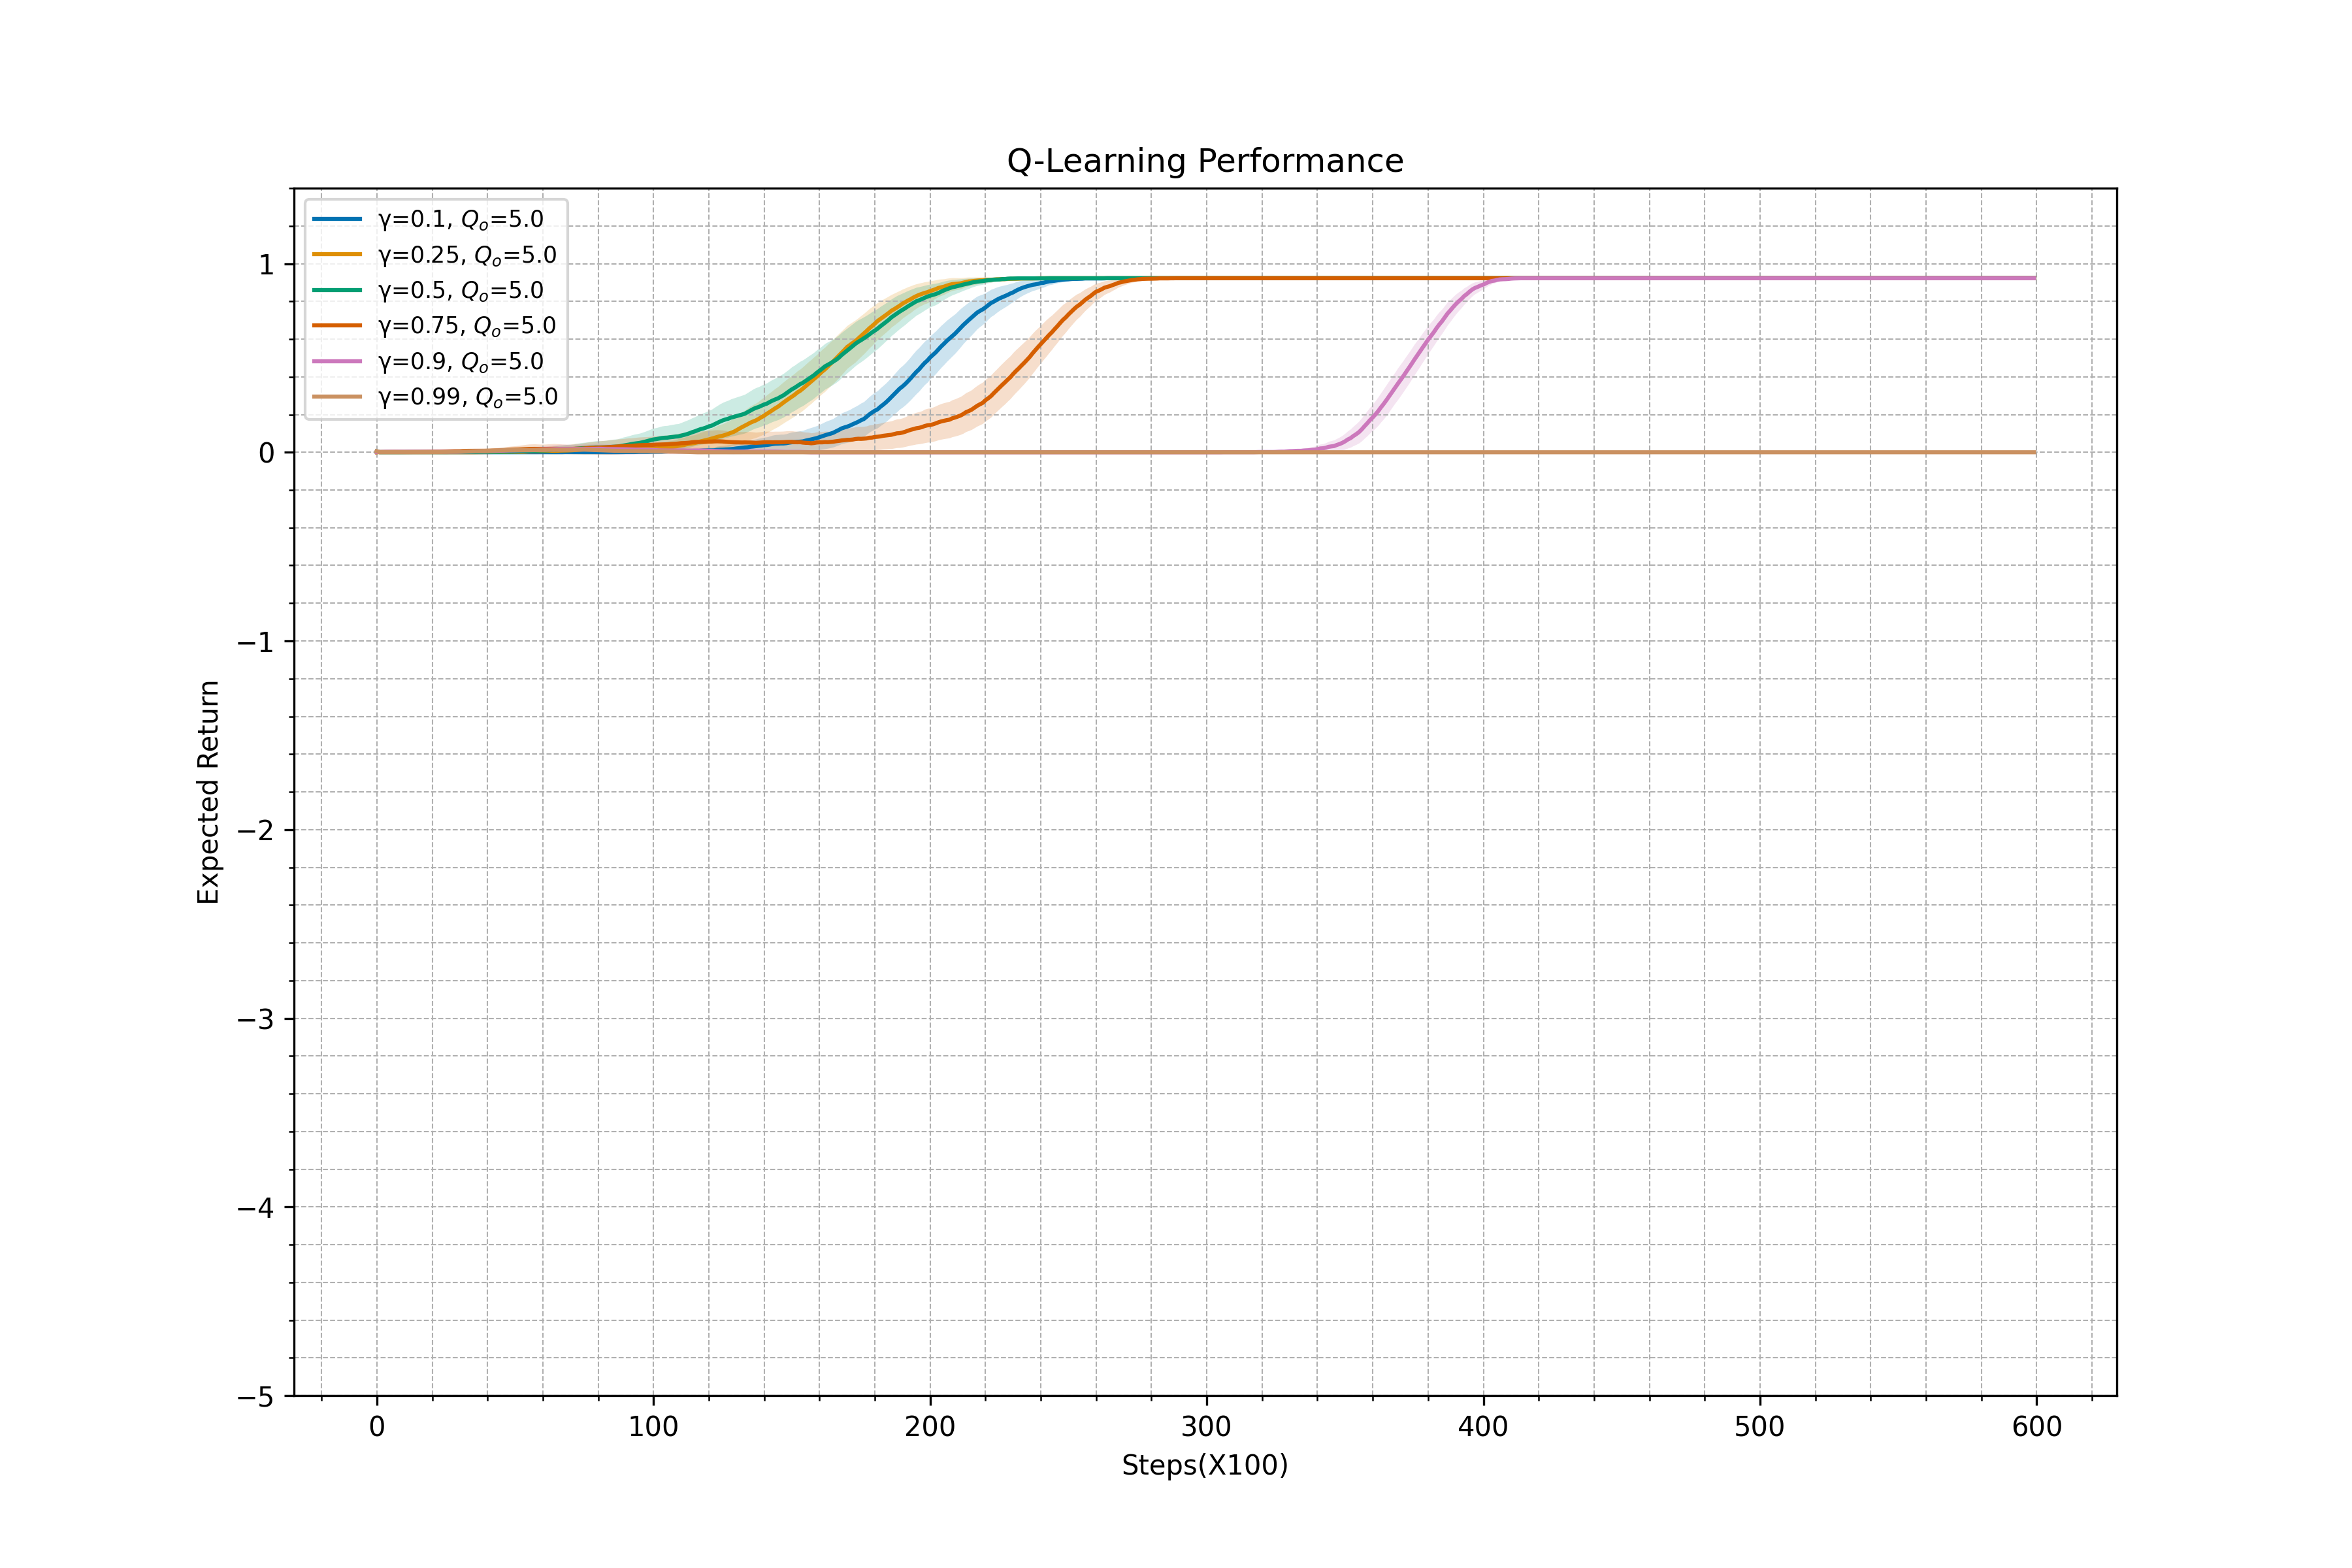 Q-Learning Performance
γ=0.1, Qₒ=5.0
γ=0.25, Qₒ=5.0
γ=0.5, Qₒ=5.0
γ=0.75, Qₒ=5.0
γ=0.9, Qₒ=5.0
γ=0.99, Qₒ=5.0
Expected Return
1
0
−1
−2
−3
−4
−5
0 100 200 300 400 500 600
Steps(X100)